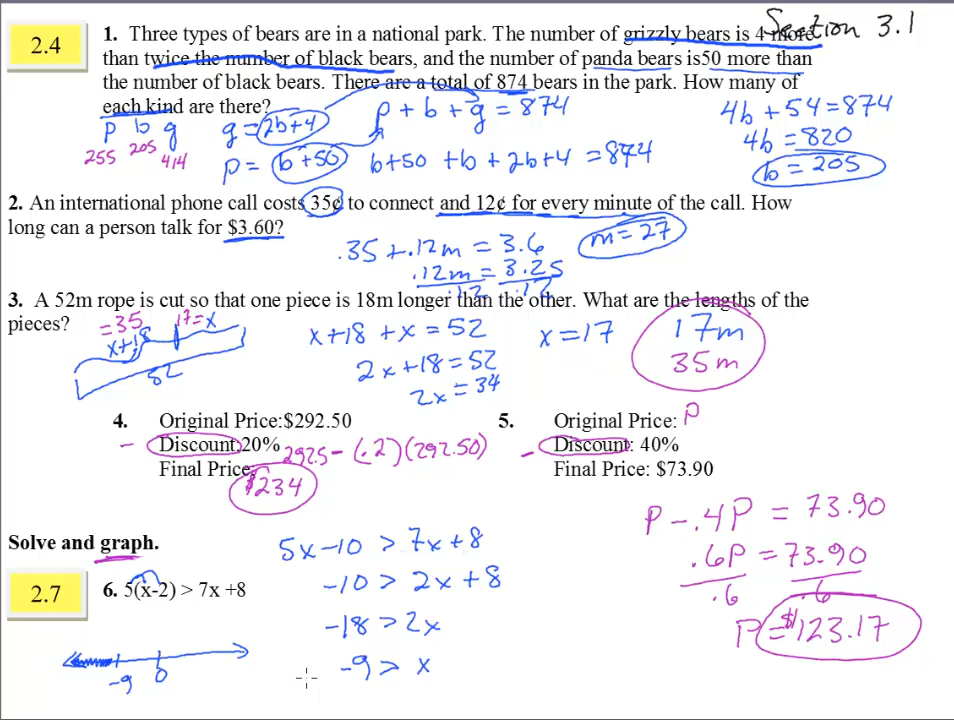 Section 3.1
2.4
1. Three types of bears are in a national park. The number of grizzly bears is 4 more
than twice the number of black bears, and the number of panda bears is50 more than
the number of black bears. There are a total of 874 bears in the park. How many of
each kind are there?
p b g
255 205 414
g = 2b+4
p = b+50
p + b + g = 874
b+50 + b + 2b+4 = 874
4b + 54 = 874
4b = 820
b = 205
2. An international phone call costs 35¢ to connect and 12¢ for every minute of the call. How
long can a person talk for $3.60?
.35 + .12m = 3.6
.12m = 3.25
.12 .12
m = 27
3. A 52m rope is cut so that one piece is 18m longer than the other. What are the lengths of the
pieces?
=35 17=x
x+18
52
x+18 + x = 52
2x+18 = 52
2x = 34
x = 17
17m
35m
4. Original Price:$292.50
Discount 20%
Final Price:
292.5 - (.2)(292.50)
$234
5. Original Price: P
Discount: 40%
Final Price: $73.90
P - .4P = 73.90
.6P = 73.90
.6 .6
P = $123.17
Solve and graph.
2.7
6. 5(x-2) > 7x +8
5x-10 > 7x+8
-10 > 2x +8
-18 > 2x
-9 > x
-9 0